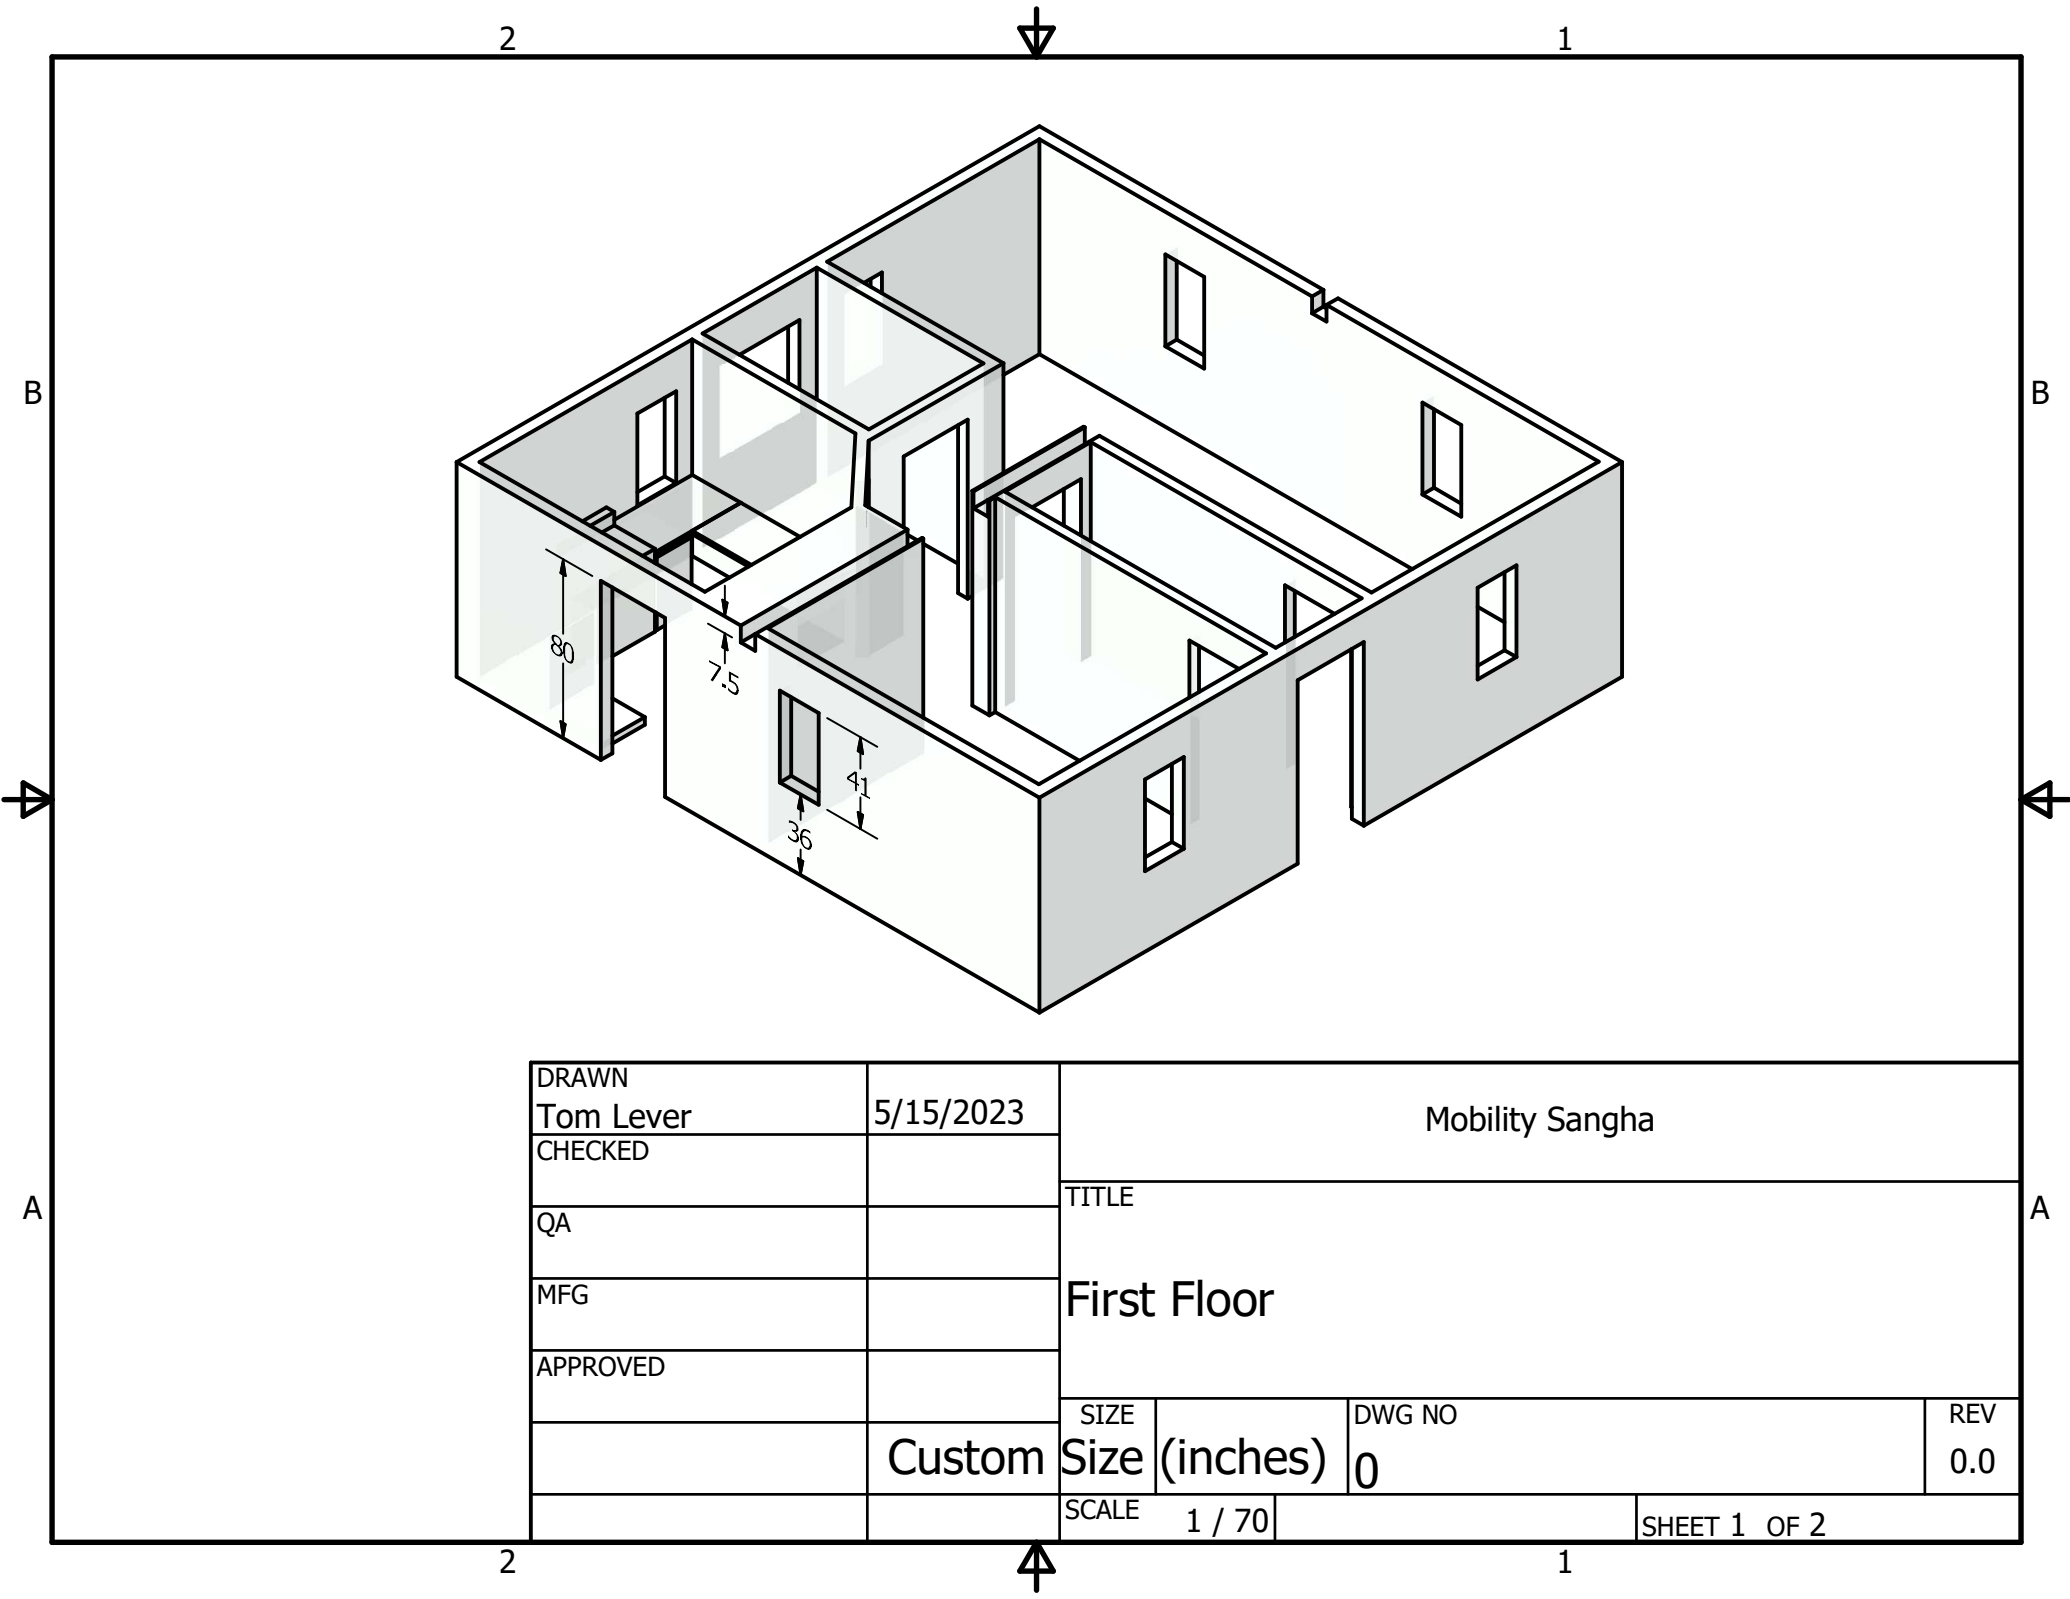 2 1
B B
80
7.5
41
36
A A
DRAWN
Tom Lever 5/15/2023
Mobility Sangha
CHECKED
TITLE
QA
MFG
First Floor
APPROVED
SIZE DWG NO REV
Custom Size (inches) 0 0.0
SCALE 1 / 70 SHEET 1 OF 2
2 1